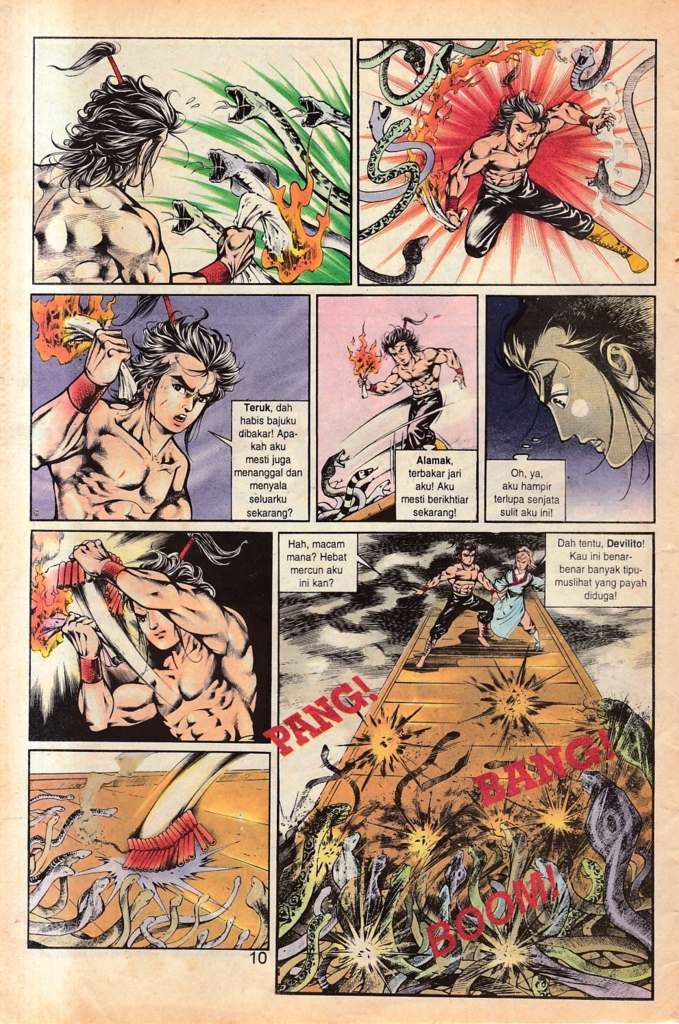 Teruk, dah
habis bajuku
dibakar! Apa-
kah aku
mesti juga
menanggal dan
menyala
seluarku
sekarang?
Alamak,
terbakar jari
aku! Aku
mesti berikhtiar
sekarang!
Oh, ya,
aku hampir
terlupa senjata
sulit aku ini!
Hah, macam
mana? Hebat
mercun aku
ini kan?
Dah tentu, Devilito!
Kau ini benar-
benar banyak tipu-
muslihat yang payah
diduga!
PANG!
BANG!
BOOM!
10